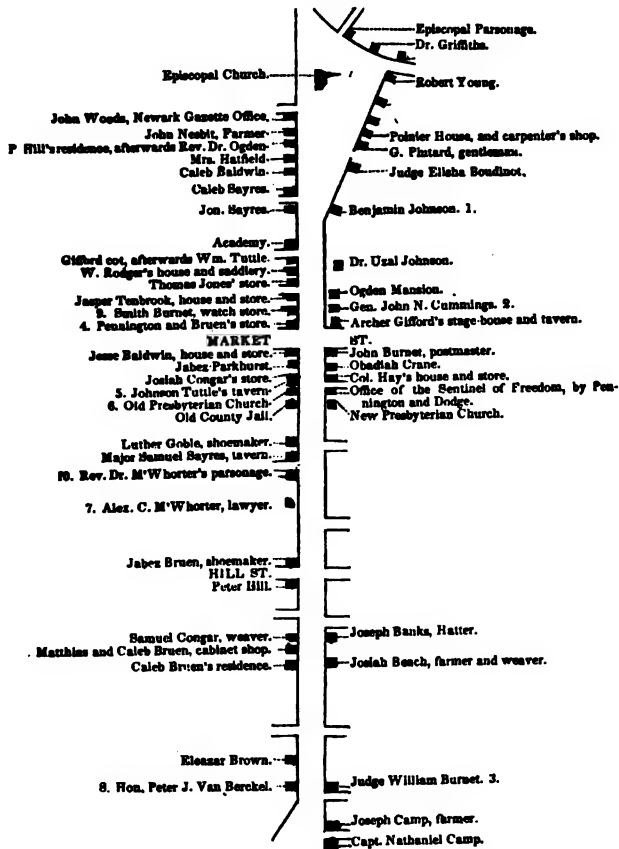 Episcopal Parsonage.
Dr. Griffiths.
Episcopal Church.
Robert Young.
John Woods, Newark Gazette Office.
John Nesbit, Farmer
P Hill's residence, afterwards Rev. Dr. Ogden
Mrs. Hatfield
Caleb Baldwin.
Caleb Sayres.
Jon. Sayres.
Pointer House, and carpenter's shop.
G. Pintard, gentleman.
Judge Elisha Boudinot.
Benjamin Johnson. 1.
Academy.
Gifford cot, afterwards Wm. Tuttle.
W. Rodger's house and saddlery.
Thomas Jones' store.
Jasper Tenbrook, house and store.
9. Smith Burnet, watch store.
4. Pennington and Bruen's store.
Dr. Uzal Johnson.
Ogden Mansion.
Gen. John N. Cummings. 2.
Archer Gifford's stage-house and tavern.
MARKET ST.
Jesse Baldwin, house and store.
Jabez Parkhurst.
Josiah Congar's store.
5. Johnson Tuttle's tavern
6. Old Presbyterian Church
Old County Jail.
John Burnet, postmaster.
Obadiah Crane.
Col. Hay's house and store.
Office of the Sentinel of Freedom, by Pen-
nington and Dodge.
New Presbyterian Church.
Luther Goble, shoemaker.
Major Samuel Sayres, tavern.
10. Rev. Dr. M'Whorter's parsonage.
7. Alex. C. M'Whorter, lawyer.
Jabez Bruen, shoemaker.
HILL ST.
Peter Hill.
Samuel Congar, weaver.
Matthias and Caleb Bruen, cabinet shop.
Caleb Bruen's residence.
Joseph Banks, Hatter.
Josiah Beach, farmer and weaver.
Eleazar Brown.
8. Hon. Peter J. Van Berckel.
Judge William Burnet. 3.
Joseph Camp, farmer.
Capt. Nathaniel Camp.